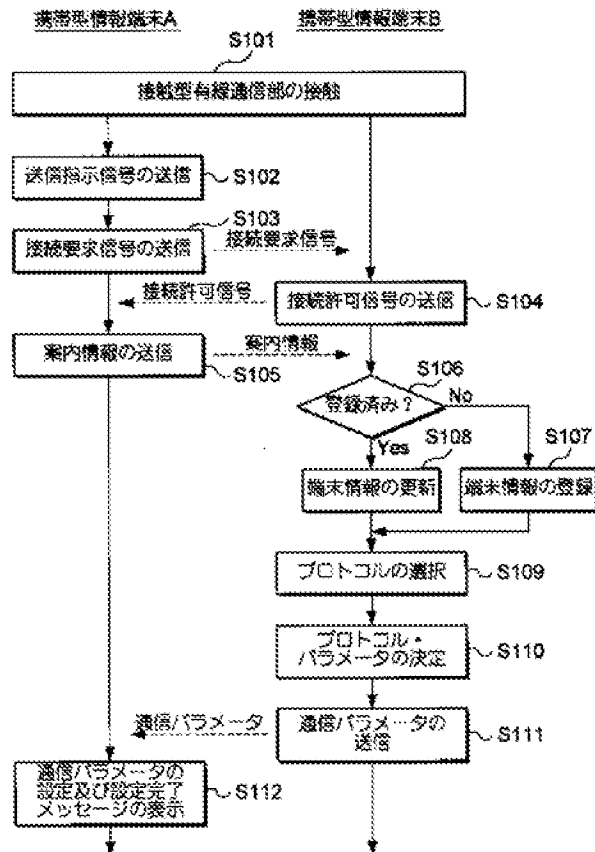 携帯型情報端末A
携帯型情報端末B
S101
接触型有線通信部の接触
送信指示信号の送信
S102
S103
接続要求信号の送信
接続要求信号
接続許可信号
接続許可信号の送信
S104
案内情報の送信
案内情報
S105
S106
登録済み？
No
Yes
S108
S107
端末情報の更新
端末情報の登録
プロトコルの選択
S109
プロトコル・
パラメータの決定
S110
通信パラメータ
通信パラメータの
送信
S111
通信パラメータの
設定及び設定完了
メッセージの表示
S112